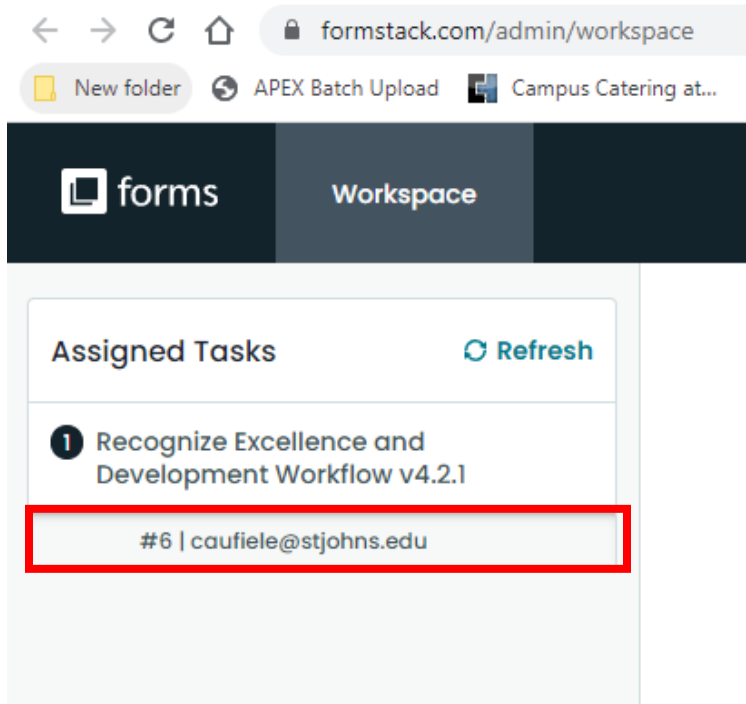 formstack.com/admin/workspace
New folder APEX Batch Upload Campus Catering at...
forms Workspace
Assigned Tasks Refresh
1 Recognize Excellence and
Development Workflow v4.2.1
#6 | caufiele@stjohns.edu